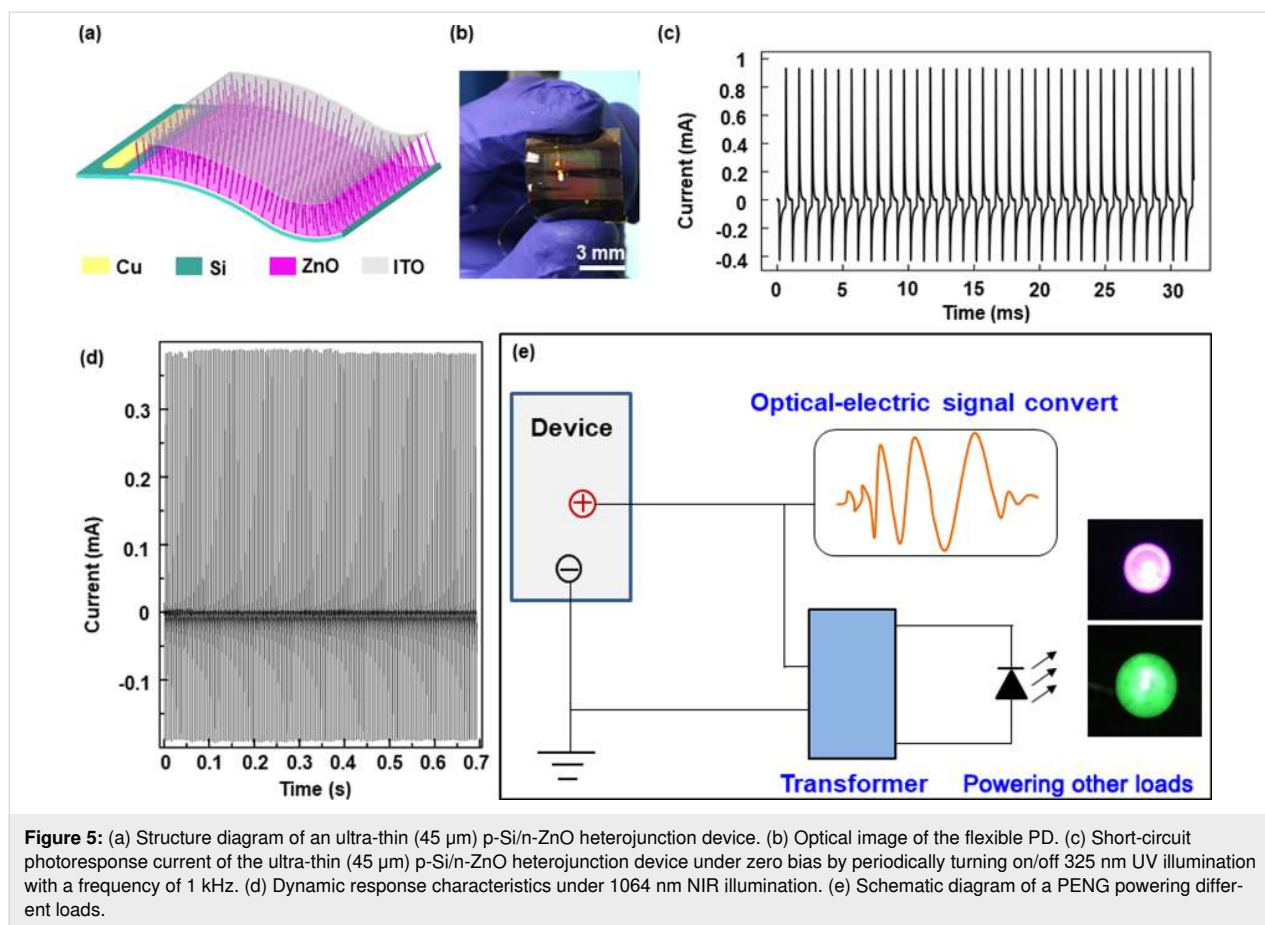 (a)
Cu Si ZnO ITO
(b)
3 mm
(c)
Current (mA)
1
0.8
0.6
0.4
0.2
0
-0.2
-0.4
0 5 10 15 20 25 30
Time (ms)
(d)
Current (mA)
0.3
0.2
0.1
0
-0.1
0 0.1 0.2 0.3 0.4 0.5 0.6 0.7
Time (s)
(e)
Device
Optical-electric signal convert
Transformer
Powering other loads
Figure 5: (a) Structure diagram of an ultra-thin (45 μm) p-Si/n-ZnO heterojunction device. (b) Optical image of the flexible PD. (c) Short-circuit
photoresponse current of the ultra-thin (45 μm) p-Si/n-ZnO heterojunction device under zero bias by periodically turning on/off 325 nm UV illumination
with a frequency of 1 kHz. (d) Dynamic response characteristics under 1064 nm NIR illumination. (e) Schematic diagram of a PENG powering differ-
ent loads.